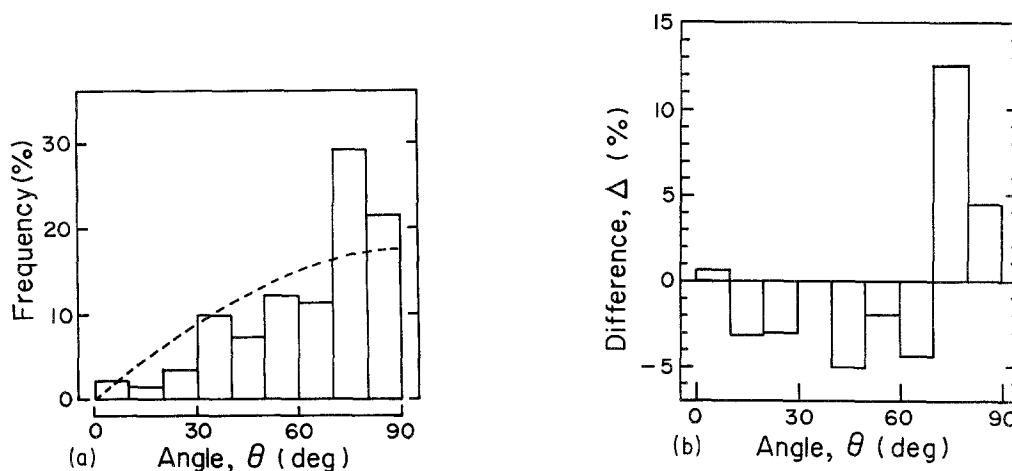 Frequency (%)
30
20
10
0
0 30 60 90
(a) Angle, θ (deg)
Difference, Δ (%)
15
10
5
0
−5
0 30 60 90
(b) Angle, θ (deg)